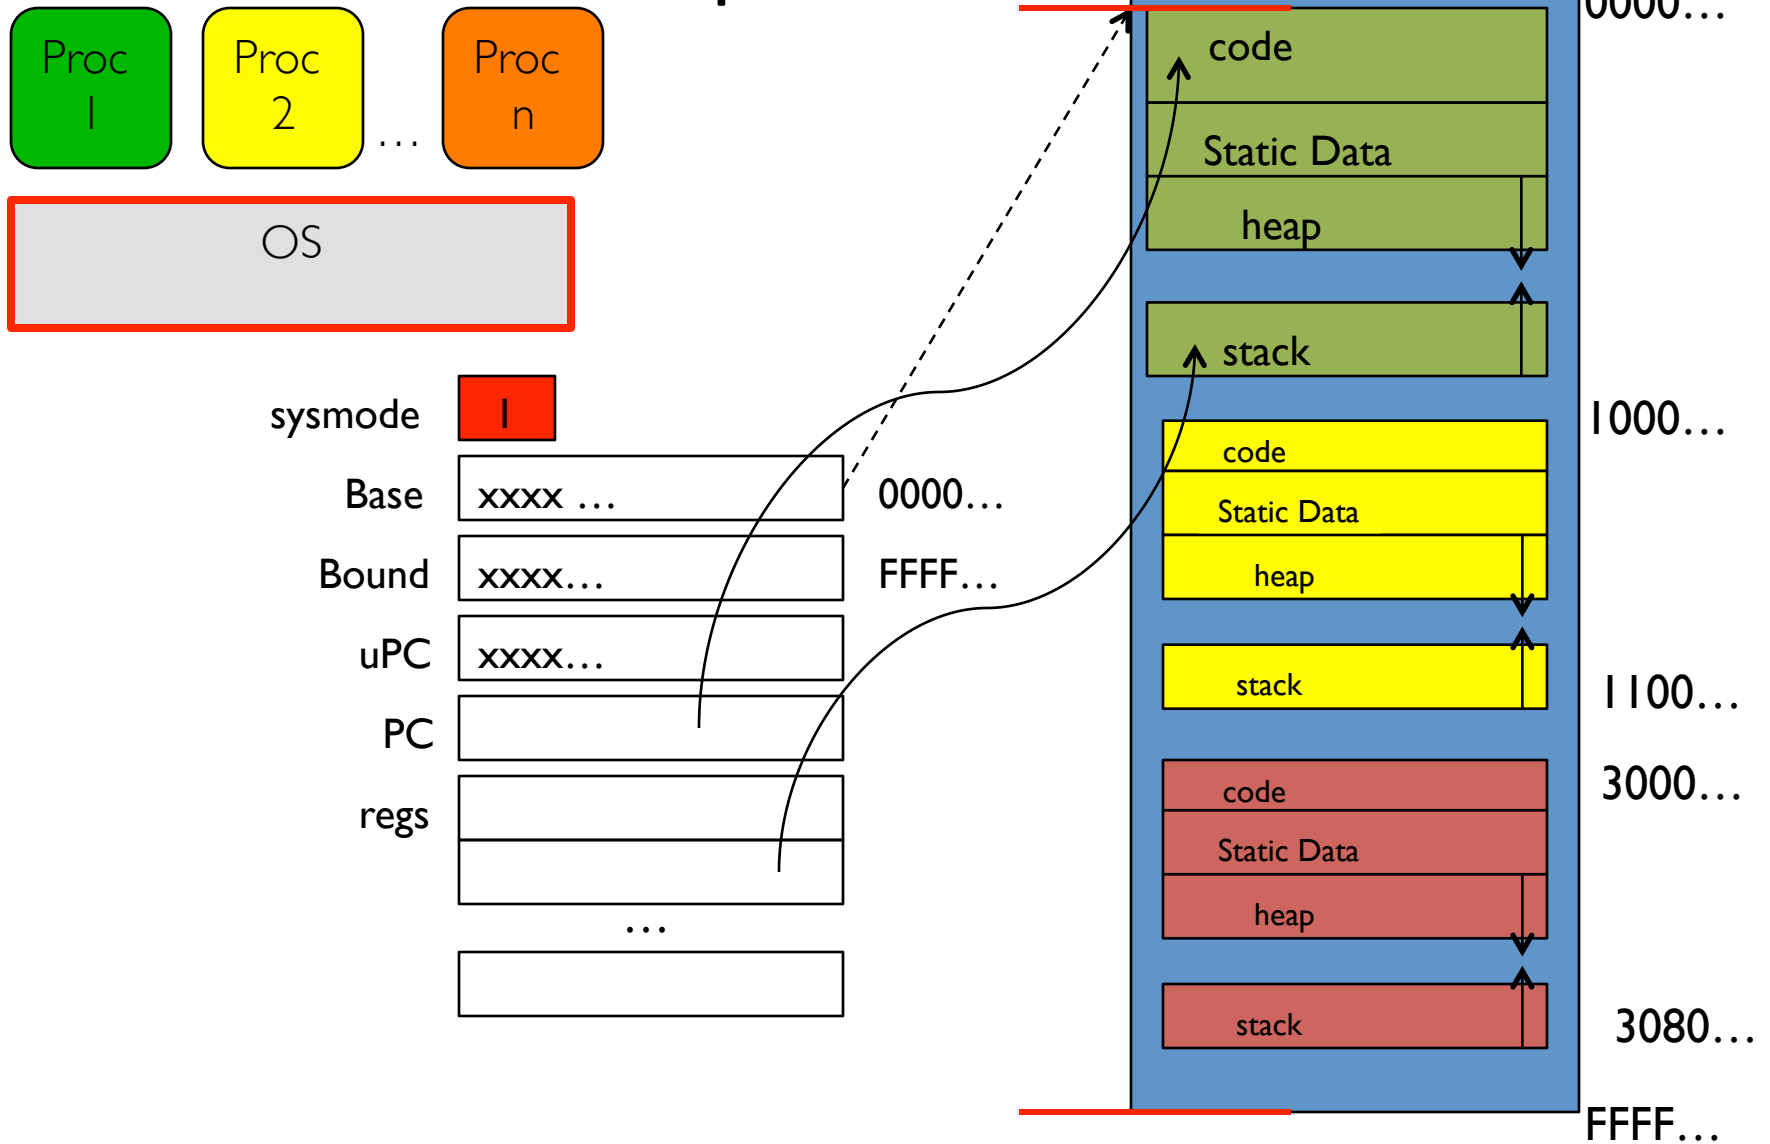 0000…
Proc
1
Proc
2
…
Proc
n
OS
code
Static Data
heap
stack
sysmode
1
Base
xxxx …
0000…
Bound
xxxx…
FFFF…
uPC
xxxx…
PC
regs
…
1000…
code
Static Data
heap
stack
1100…
3000…
code
Static Data
heap
stack
3080…
FFFF…